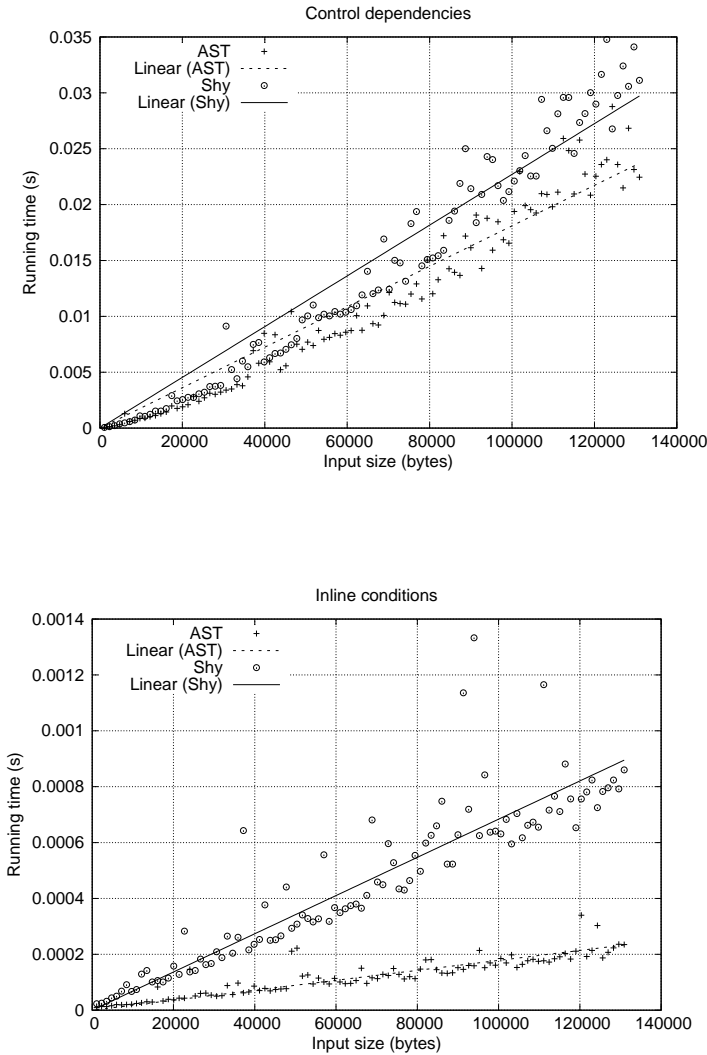 Control dependencies
0.035
0.03
0.025
0.02
0.015
0.01
0.005
0
Running time (s)
AST
Linear (AST)
Shy
Linear (Shy)
0 20000 40000 60000 80000 100000 120000 140000
Input size (bytes)
Inline conditions
0.0014
0.0012
0.001
0.0008
0.0006
0.0004
0.0002
0
Running time (s)
AST
Linear (AST)
Shy
Linear (Shy)
0 20000 40000 60000 80000 100000 120000 140000
Input size (bytes)